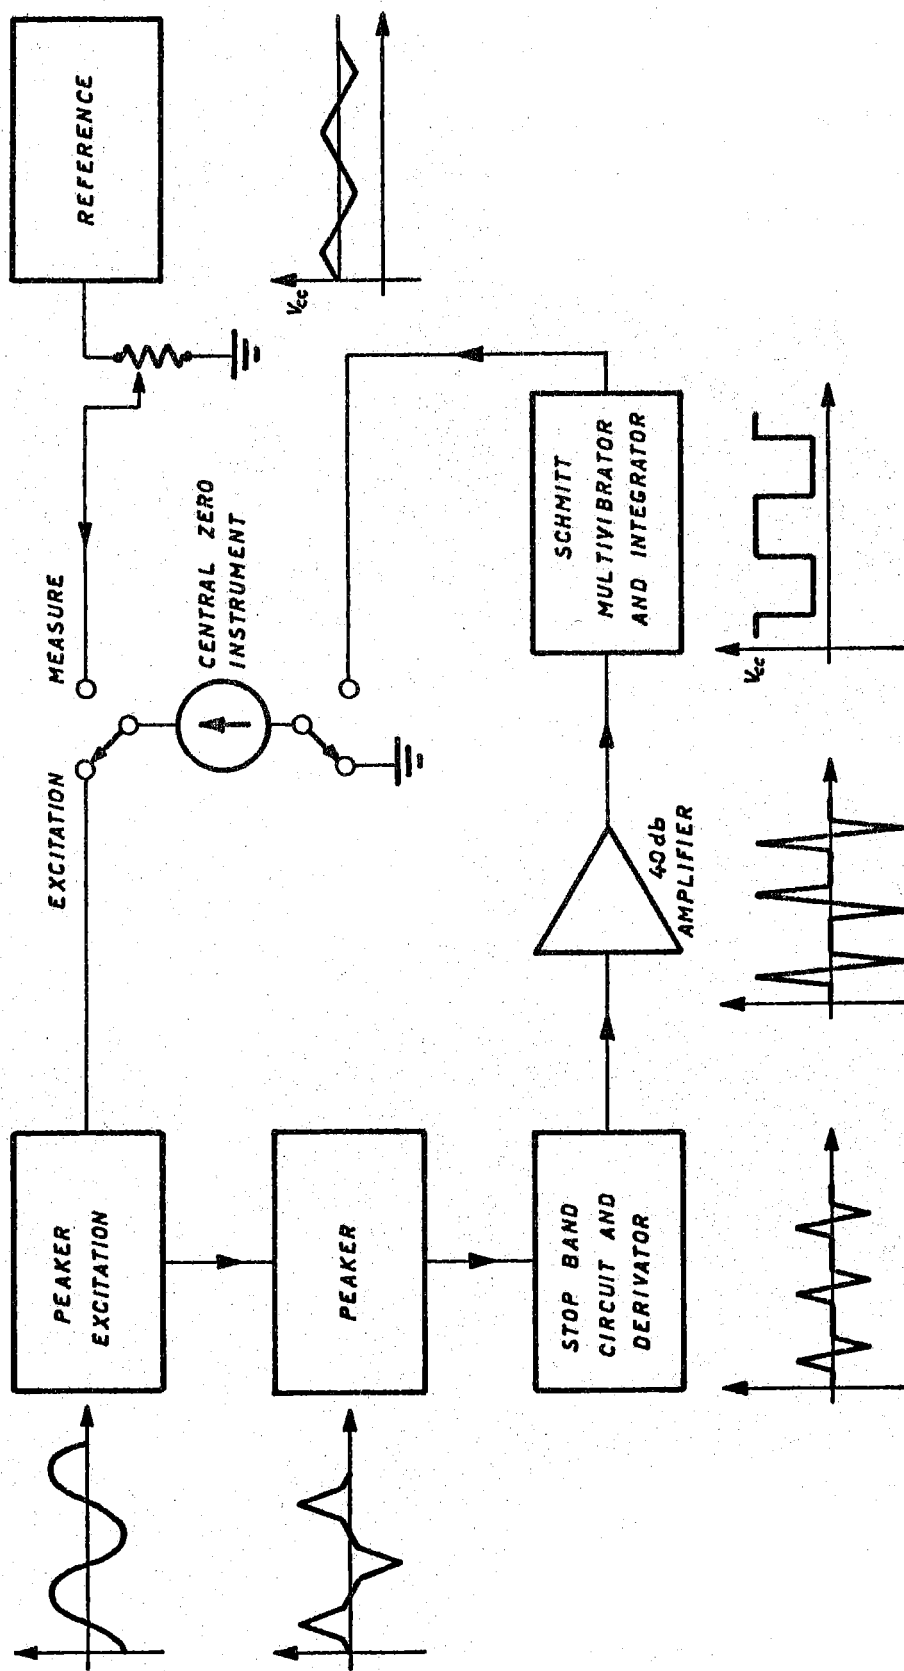 PEAKER
EXCITATION
PEAKER
STOP BAND
CIRCUIT AND
DERIVATOR
EXCITATION
MEASURE
CENTRAL ZERO
INSTRUMENT
REFERENCE
40db
AMPLIFIER
SCHMITT
MULTIVIBRATOR
AND INTEGRATOR
Vcc
Vcc